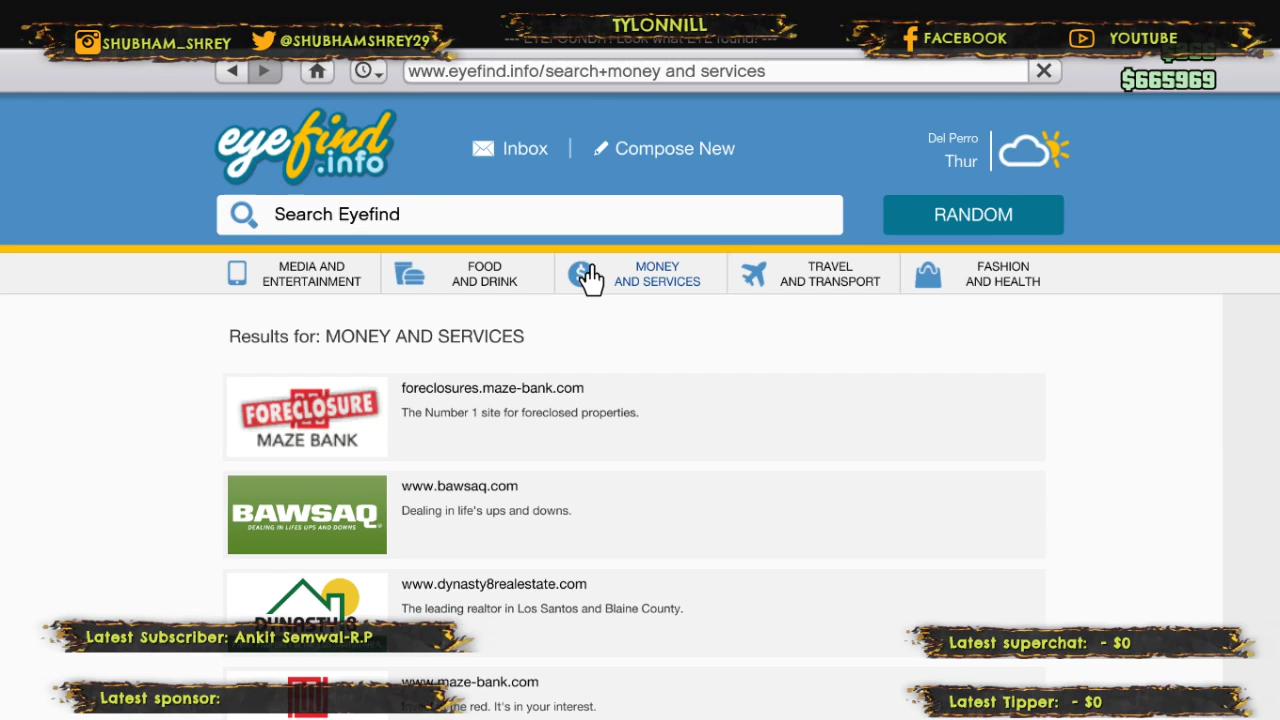 TYLONNILL
SHUBHAM_SHREY
@SHUBHAMSHREY29
FACEBOOK
YOUTUBE
www.eyefind.info/search+money and services
$665969
eyefind
.info
Inbox
Compose New
Del Perro
Thur
Search Eyefind
RANDOM
MEDIA AND
ENTERTAINMENT
FOOD
AND DRINK
MONEY
AND SERVICES
TRAVEL
AND TRANSPORT
FASHION
AND HEALTH
Results for: MONEY AND SERVICES
FORECLOSURE
MAZE BANK
foreclosures.maze-bank.com
The Number 1 site for foreclosed properties.
BAWSAQ
DEALING IN LIFE'S UPS AND DOWNS
www.bawsaq.com
Dealing in life's ups and downs.
DYNASTY 8
www.dynasty8realestate.com
The leading realtor in Los Santos and Blaine County.
Latest Subscriber: Ankit Semwal-R.P
Latest superchat: - $0
www.maze-bank.com
the red. It's in your interest.
Latest sponsor:
Latest Tipper: - $0